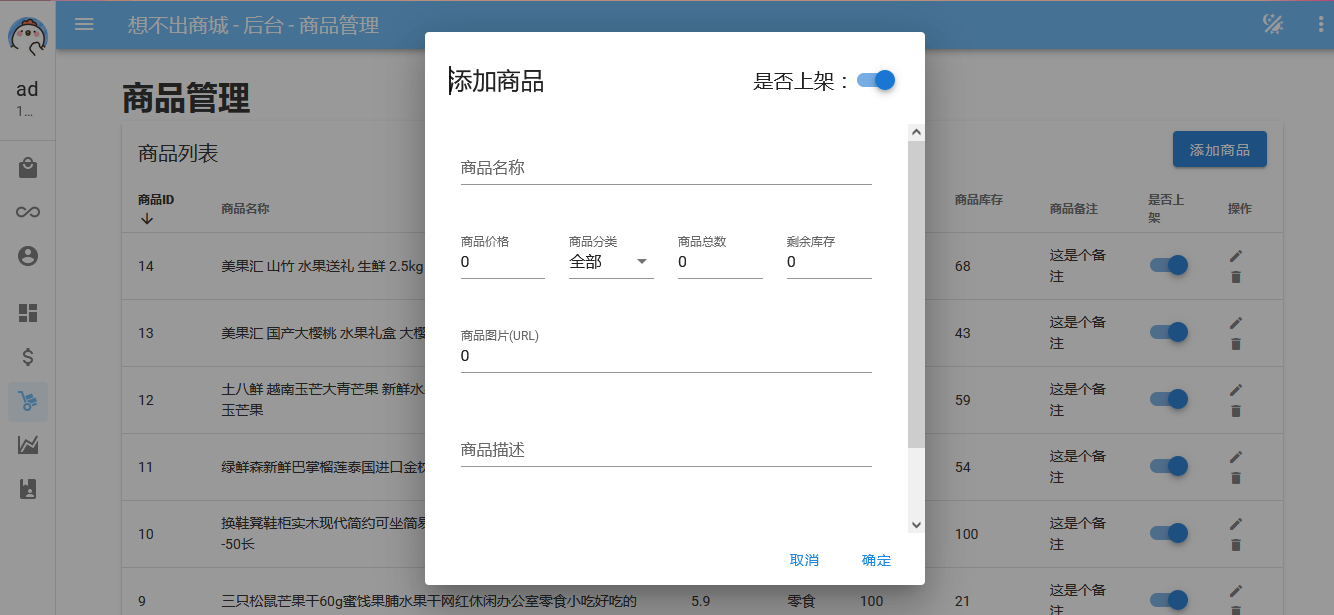 想不出商城 - 后台 - 商品管理
ad
1...
商品管理
商品列表
添加商品
商品ID
商品名称
商品库存
商品备注
是否上
架
操作
14
美果汇 山竹 水果送礼 生鲜 2.5kg
68
这是个备
注
13
美果汇 国产大樱桃 水果礼盒 大樱
43
这是个备
注
12
土八鲜 越南玉芒大青芒果 新鲜水
玉芒果
59
这是个备
注
11
绿鲜森新鲜巴掌榴莲泰国进口金枕
54
这是个备
注
10
换鞋凳鞋柜实木现代简约可坐简易
-50长
100
这是个备
注
9
三只松鼠芒果干60g蜜饯果脯水果干网红休闲办公室零食小吃好吃的
5.9
零食
100
21
这是个备
注
添加商品
是否上架：
商品名称
商品价格
0
商品分类
全部
商品总数
0
剩余库存
0
商品图片(URL)
0
商品描述
取消
确定